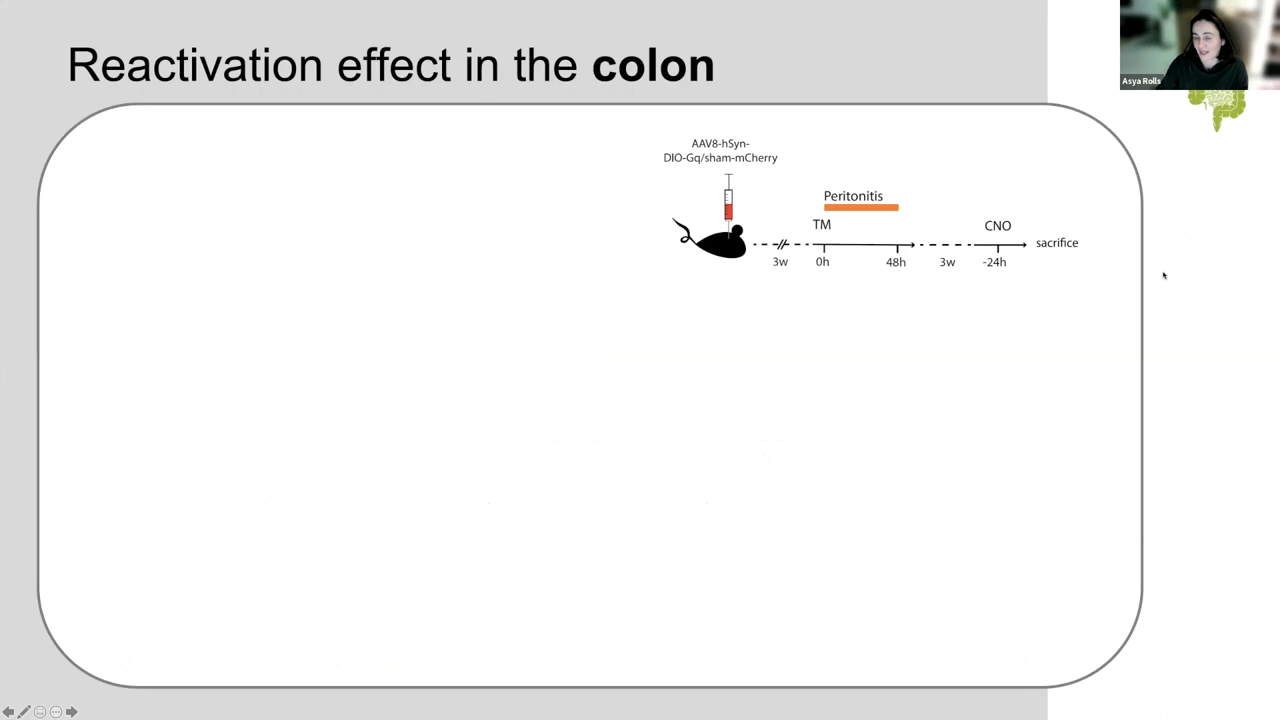 Reactivation effect in the colon
Asya Rolls
AAV8-hSyn-
DIO-Gq/sham-mCherry
Peritonitis
TM
CNO
sacrifice
3w
0h
48h
3w
-24h